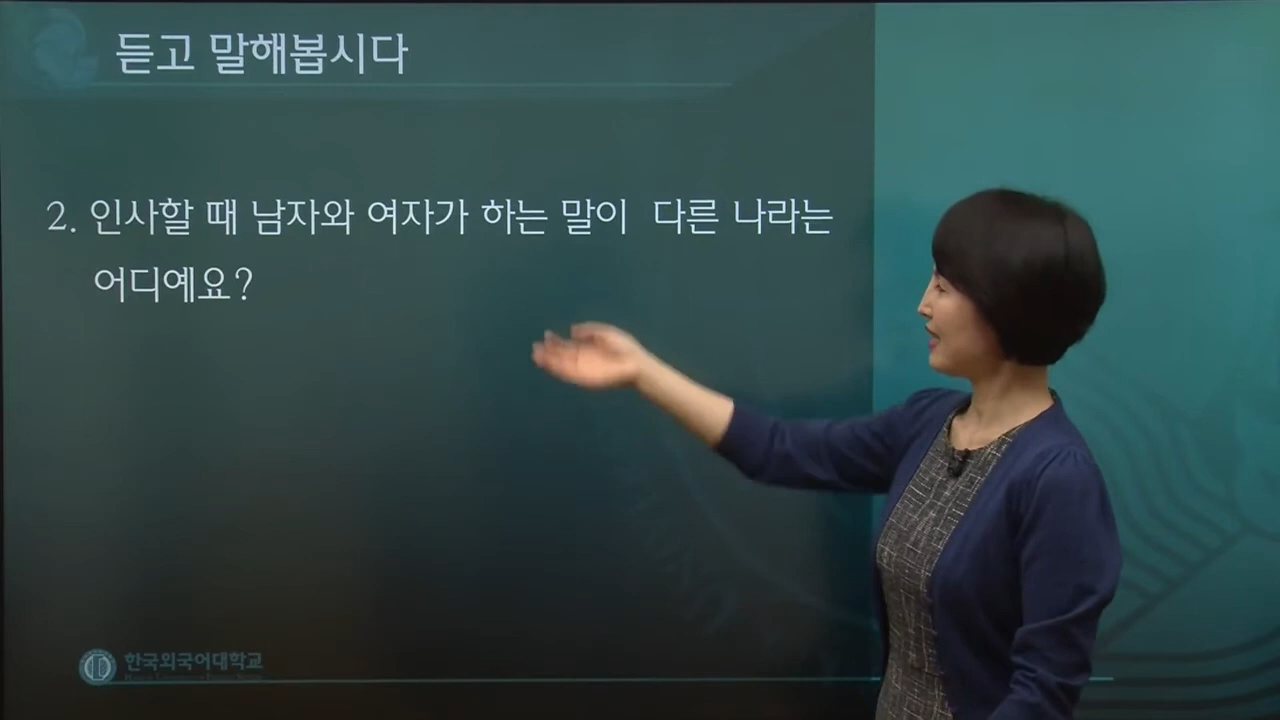 듣고 말해봅시다
2. 인사할 때 남자와 여자가 하는 말이 다른 나라는
어디예요?
한국외국어대학교